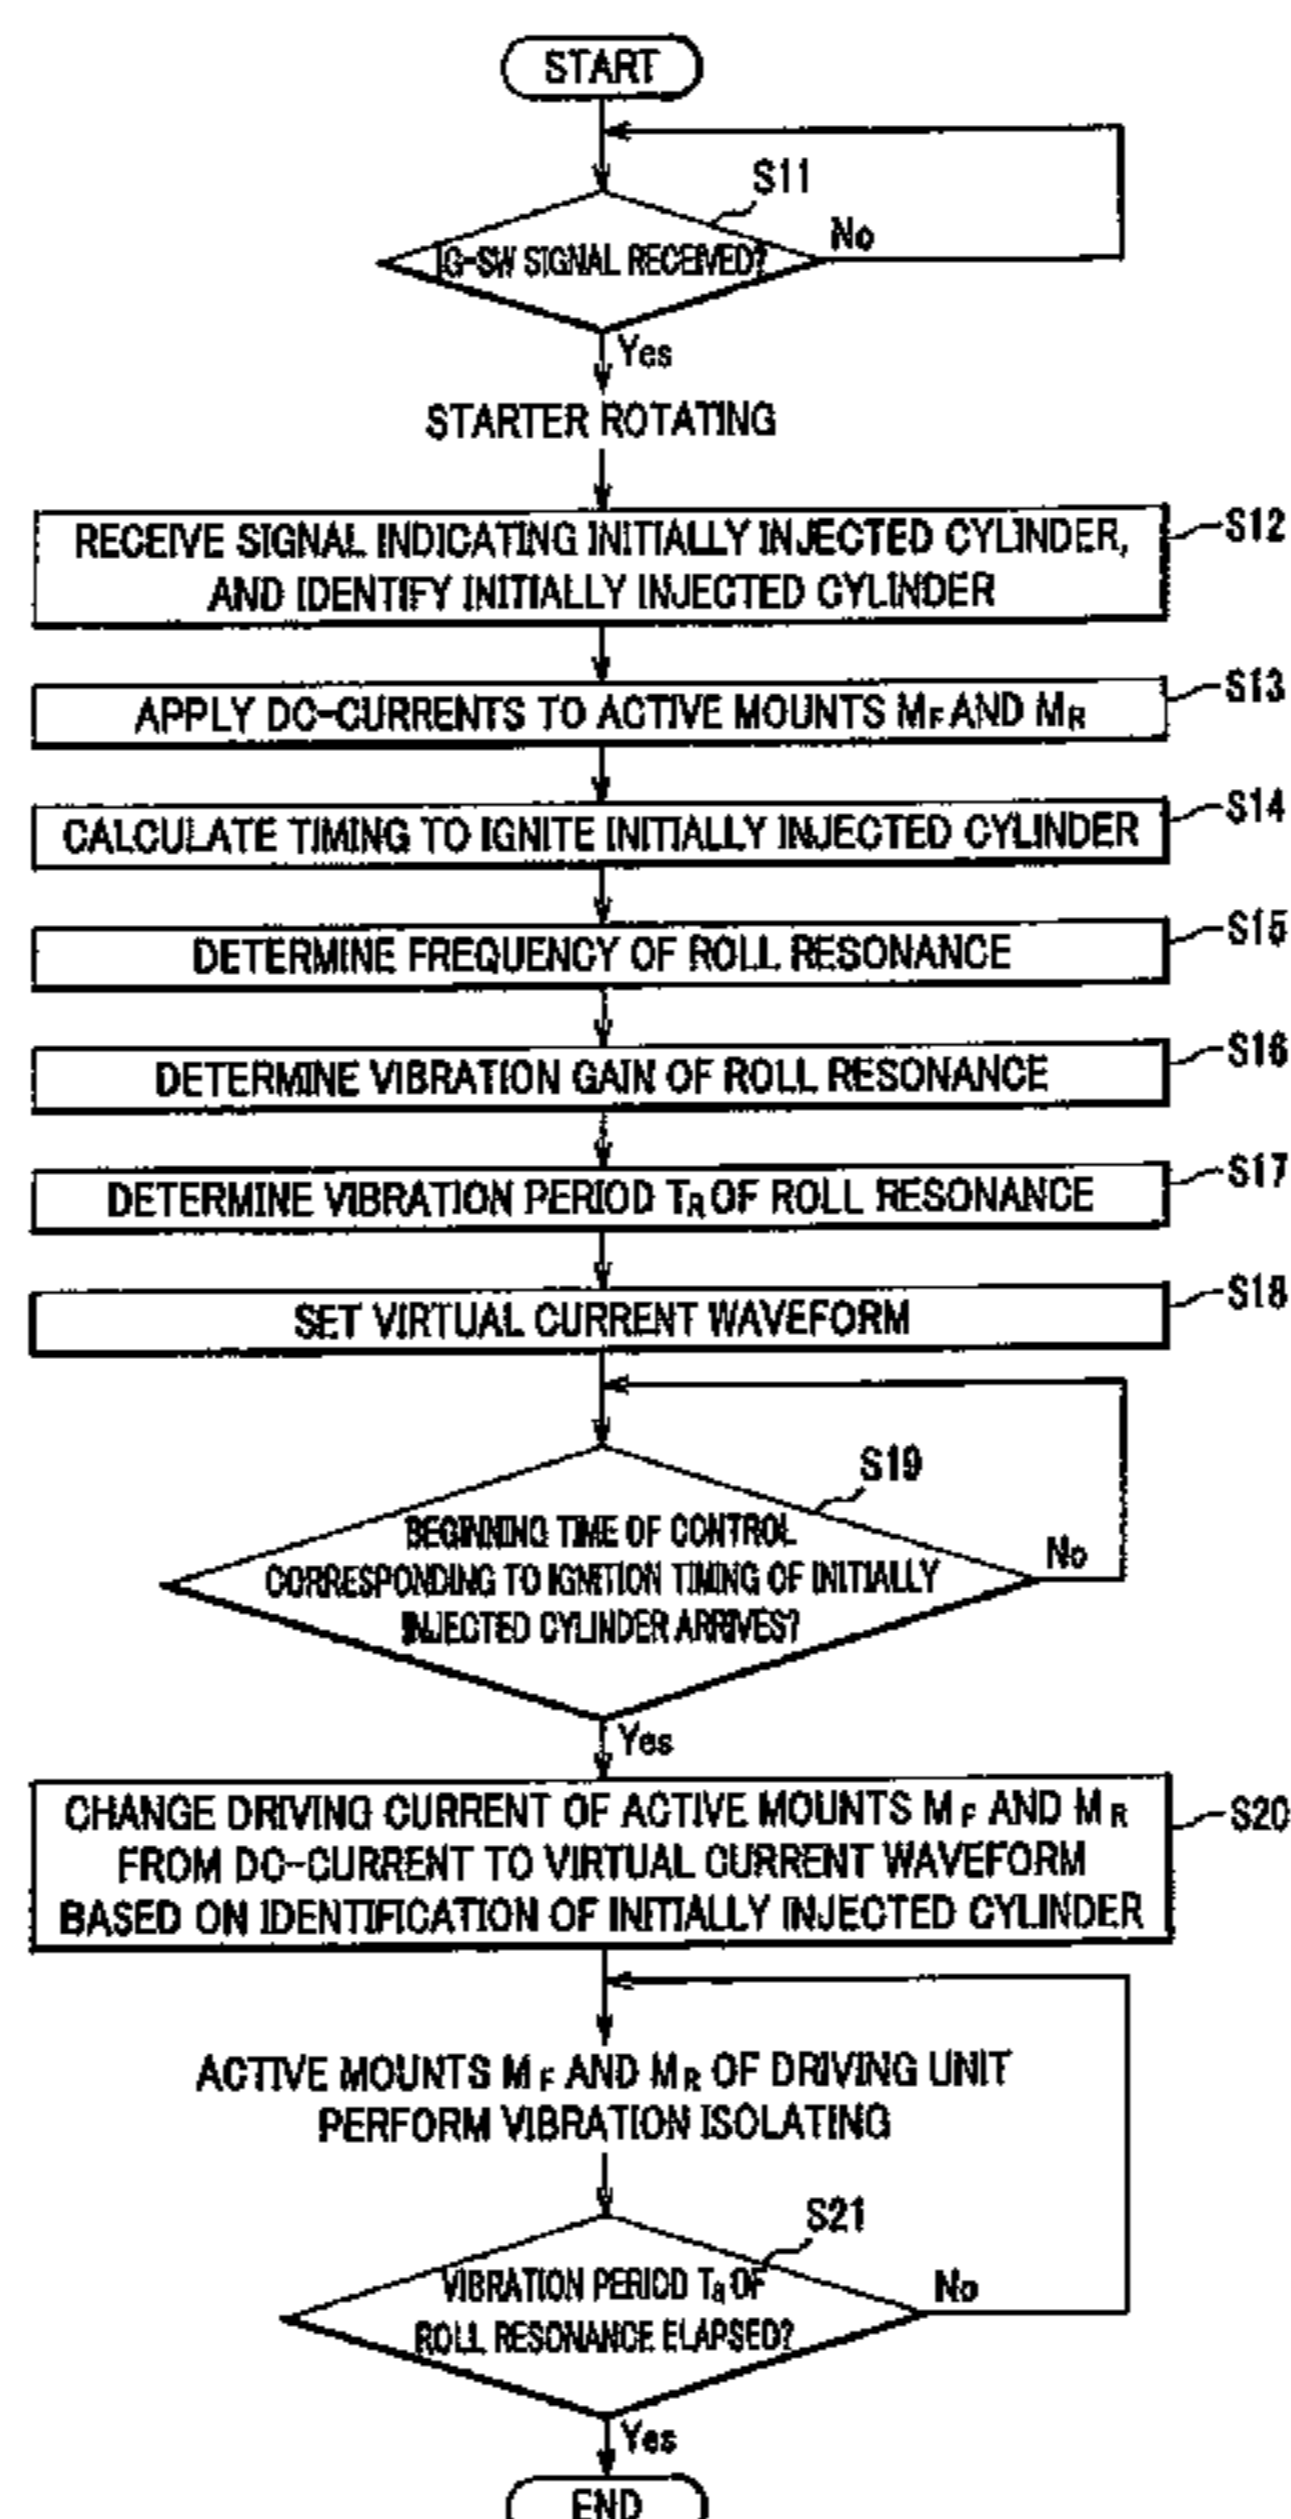 START
S11
IG-SW SIGNAL RECEIVED?
No
Yes
STARTER ROTATING
RECEIVE SIGNAL INDICATING INITIALLY INJECTED CYLINDER,
AND IDENTIFY INITIALLY INJECTED CYLINDER
S12
APPLY DC-CURRENTS TO ACTIVE MOUNTS MF AND MR
S13
CALCULATE TIMING TO IGNITE INITIALLY INJECTED CYLINDER
S14
DETERMINE FREQUENCY OF ROLL RESONANCE
S15
DETERMINE VIBRATION GAIN OF ROLL RESONANCE
S16
DETERMINE VIBRATION PERIOD TR OF ROLL RESONANCE
S17
SET VIRTUAL CURRENT WAVEFORM
S18
S19
BEGINNING TIME OF CONTROL
CORRESPONDING TO IGNITION TIMING OF INITIALLY
INJECTED CYLINDER ARRIVES?
No
Yes
CHANGE DRIVING CURRENT OF ACTIVE MOUNTS MF AND MR
FROM DC-CURRENT TO VIRTUAL CURRENT WAVEFORM
BASED ON IDENTIFICATION OF INITIALLY INJECTED CYLINDER
S20
ACTIVE MOUNTS MF AND MR OF DRIVING UNIT
PERFORM VIBRATION ISOLATING
S21
VIBRATION PERIOD TR OF
ROLL RESONANCE ELAPSED?
No
Yes
END